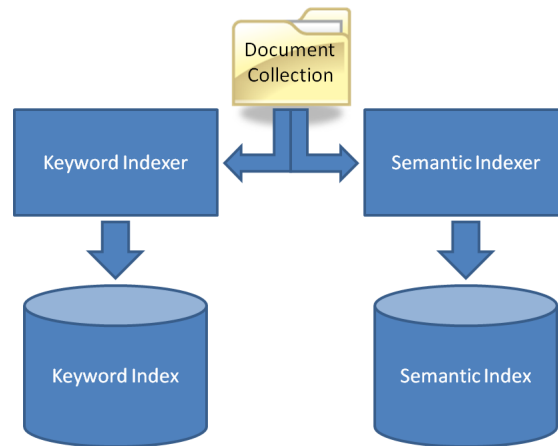 Document
Collection
Keyword Indexer
Semantic Indexer
Keyword Index
Semantic Index